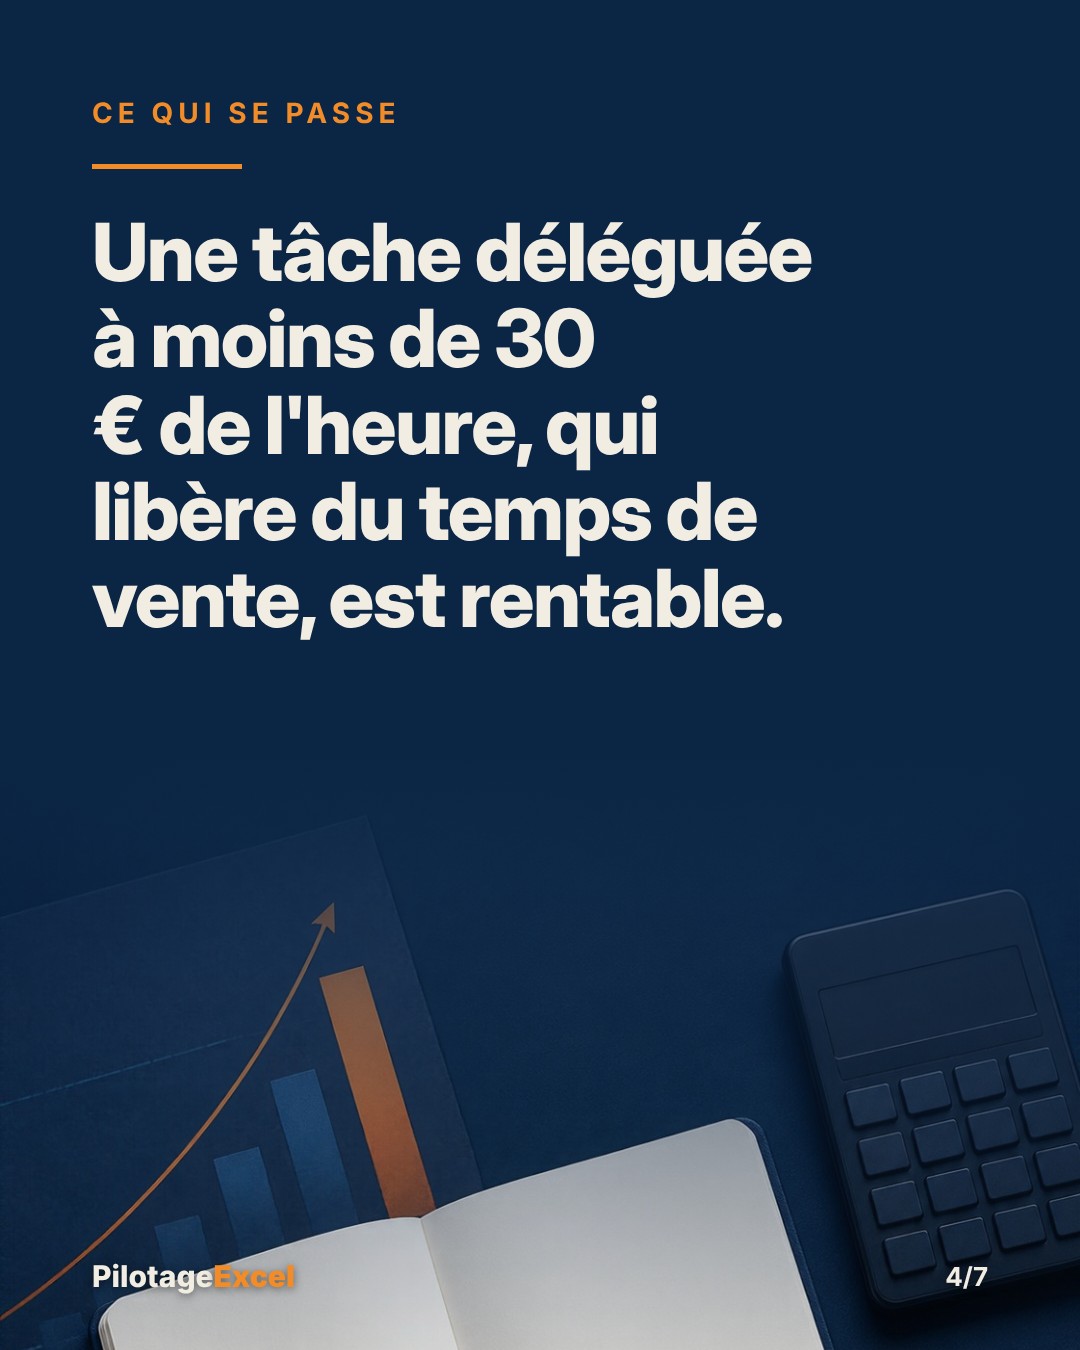 CE QUI SE PASSE
Une tâche déléguée
à moins de 30
€ de l'heure, qui
libère du temps de
vente, est rentable.
PilotageExcel
4/7